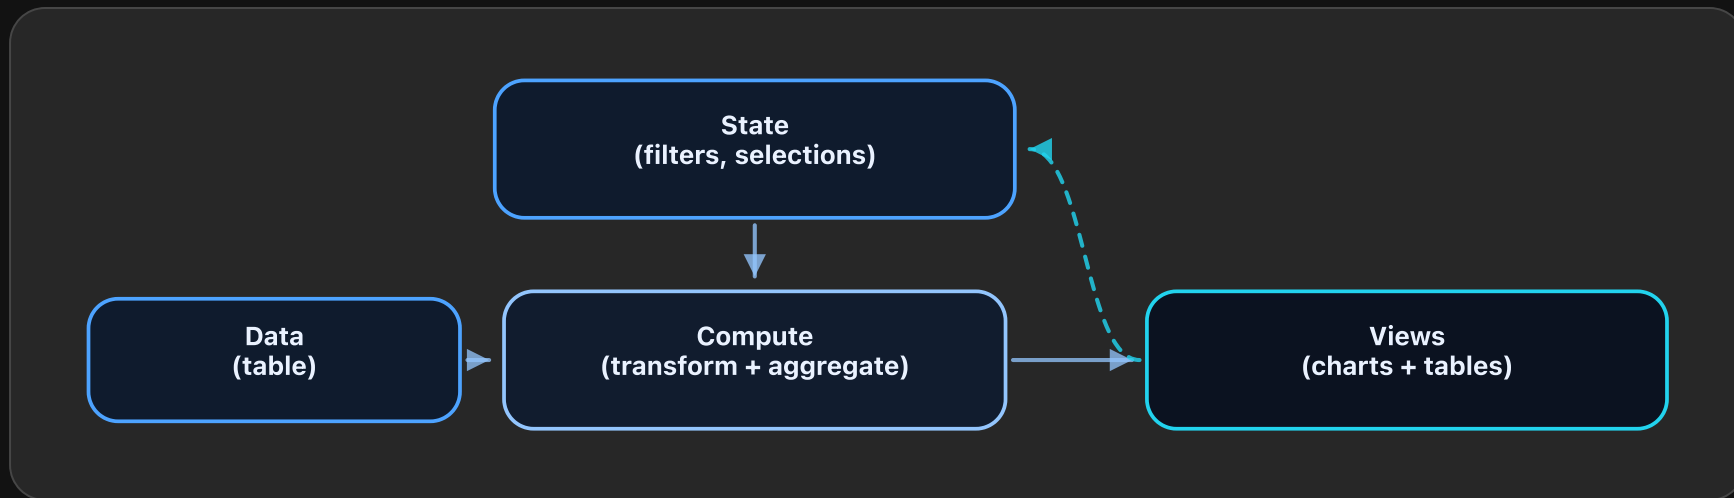 State
(filters, selections)
Data
(table)
Compute
(transform + aggregate)
Views
(charts + tables)